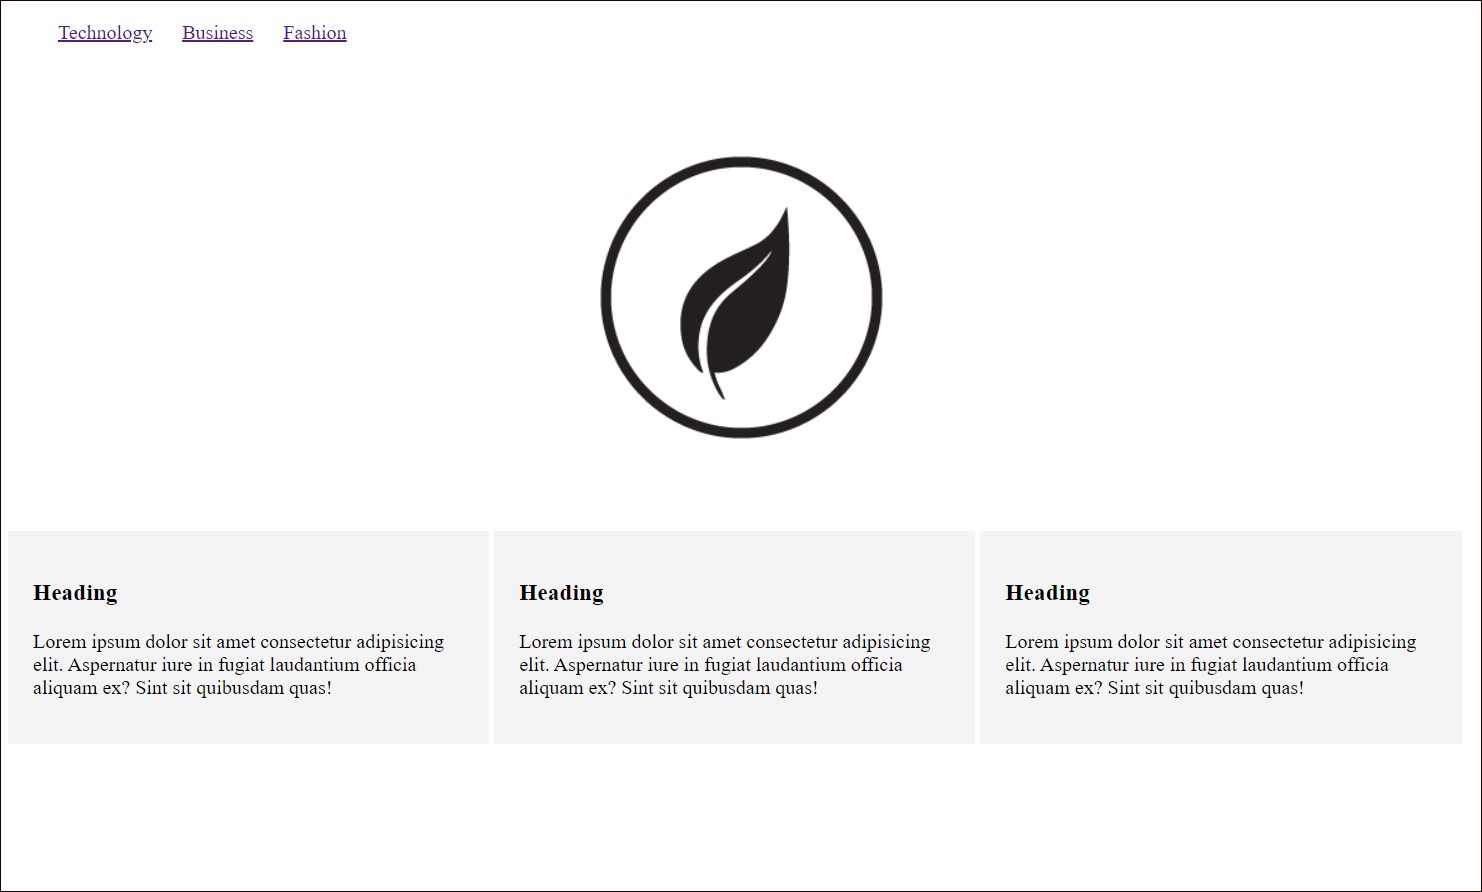 Technology Business Fashion
Heading
Lorem ipsum dolor sit amet consectetur adipisicing
elit. Aspernatur iure in fugiat laudantium officia
aliquam ex? Sint sit quibusdam quas!
Heading
Lorem ipsum dolor sit amet consectetur adipisicing
elit. Aspernatur iure in fugiat laudantium officia
aliquam ex? Sint sit quibusdam quas!
Heading
Lorem ipsum dolor sit amet consectetur adipisicing
elit. Aspernatur iure in fugiat laudantium officia
aliquam ex? Sint sit quibusdam quas!